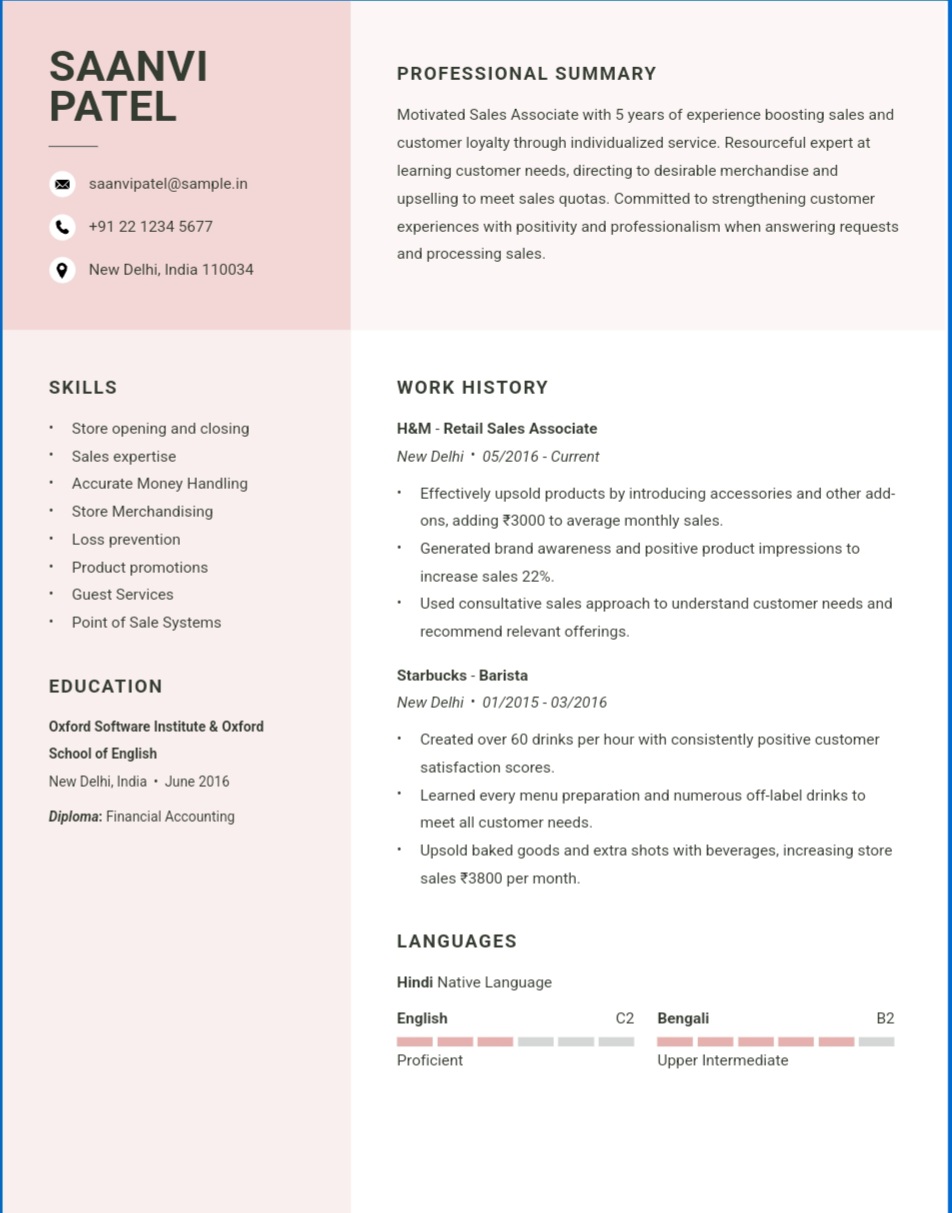 SAANVI
PATEL
saanvipatel@sample.in
+91 22 1234 5677
New Delhi, India 110034
PROFESSIONAL SUMMARY
Motivated Sales Associate with 5 years of experience boosting sales and
customer loyalty through individualized service. Resourceful expert at
learning customer needs, directing to desirable merchandise and
upselling to meet sales quotas. Committed to strengthening customer
experiences with positivity and professionalism when answering requests
and processing sales.
SKILLS
• Store opening and closing
• Sales expertise
• Accurate Money Handling
• Store Merchandising
• Loss prevention
• Product promotions
• Guest Services
• Point of Sale Systems
EDUCATION
Oxford Software Institute & Oxford
School of English
New Delhi, India • June 2016
Diploma: Financial Accounting
WORK HISTORY
H&M - Retail Sales Associate
New Delhi • 05/2016 - Current
• Effectively upsold products by introducing accessories and other add-
ons, adding ₹3000 to average monthly sales.
• Generated brand awareness and positive product impressions to
increase sales 22%.
• Used consultative sales approach to understand customer needs and
recommend relevant offerings.
Starbucks - Barista
New Delhi • 01/2015 - 03/2016
• Created over 60 drinks per hour with consistently positive customer
satisfaction scores.
• Learned every menu preparation and numerous off-label drinks to
meet all customer needs.
• Upsold baked goods and extra shots with beverages, increasing store
sales ₹3800 per month.
LANGUAGES
Hindi Native Language
English C2
Proficient
Bengali B2
Upper Intermediate